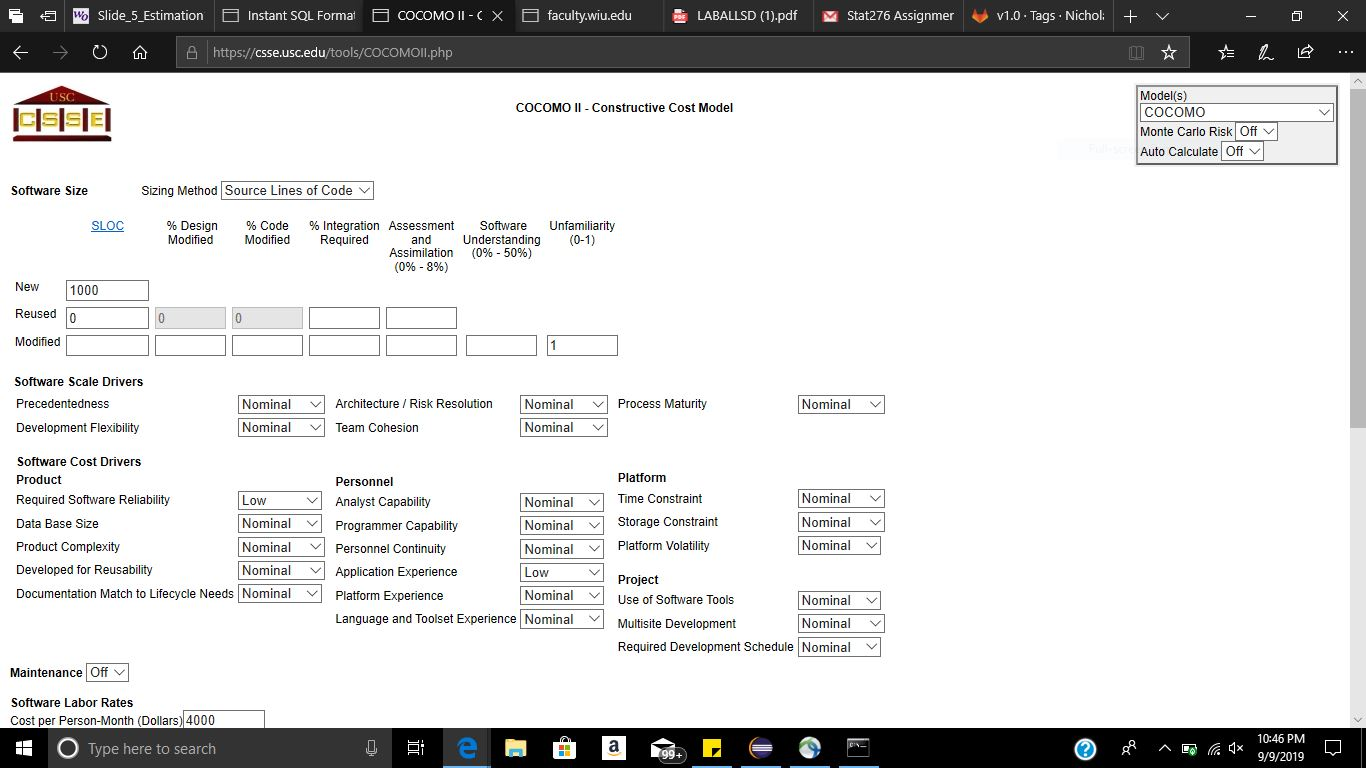 Slide_5_Estimation
Instant SQL Format
COCOMO II - C
faculty.wiu.edu
LABALLSD (1).pdf
Stat276 Assignmer
v1.0 · Tags · Nichola
https://csse.usc.edu/tools/COCOMOII.php
USC
CSSE
COCOMO II - Constructive Cost Model
Model(s)
COCOMO
Monte Carlo Risk Off
Auto Calculate Off
Software Size Sizing Method Source Lines of Code
SLOC % Design Modified % Code Modified % Integration Required Assessment and Assimilation (0% - 8%) Software Understanding (0% - 50%) Unfamiliarity (0-1)
New 1000
Reused 0 0 0
Modified 1
Software Scale Drivers
Precedentedness Nominal Architecture / Risk Resolution Nominal Process Maturity Nominal
Development Flexibility Nominal Team Cohesion Nominal
Software Cost Drivers
Product
Required Software Reliability Low
Data Base Size Nominal
Product Complexity Nominal
Developed for Reusability Nominal
Documentation Match to Lifecycle Needs Nominal
Personnel
Analyst Capability Nominal
Programmer Capability Nominal
Personnel Continuity Nominal
Application Experience Low
Platform Experience Nominal
Language and Toolset Experience Nominal
Platform
Time Constraint Nominal
Storage Constraint Nominal
Platform Volatility Nominal
Project
Use of Software Tools Nominal
Multisite Development Nominal
Required Development Schedule Nominal
Maintenance Off
Software Labor Rates
Cost per Person-Month (Dollars) 4000
Type here to search
99+
10:46 PM
9/9/2019